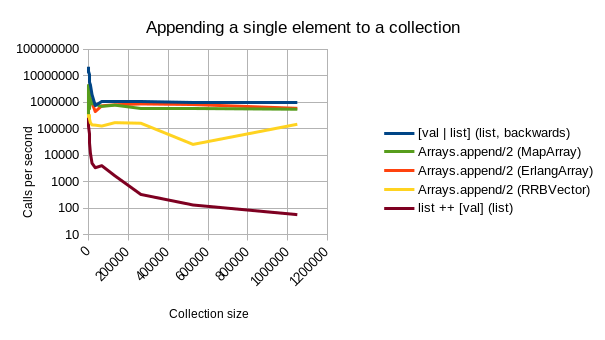 Appending a single element to a collection
100000000
10000000
1000000
100000
10000
1000
100
10
Calls per second
0
200000
400000
600000
800000
1000000
1200000
Collection size
[val | list] (list, backwards)
Arrays.append/2 (MapArray)
Arrays.append/2 (ErlangArray)
Arrays.append/2 (RRBVector)
list ++ [val] (list)